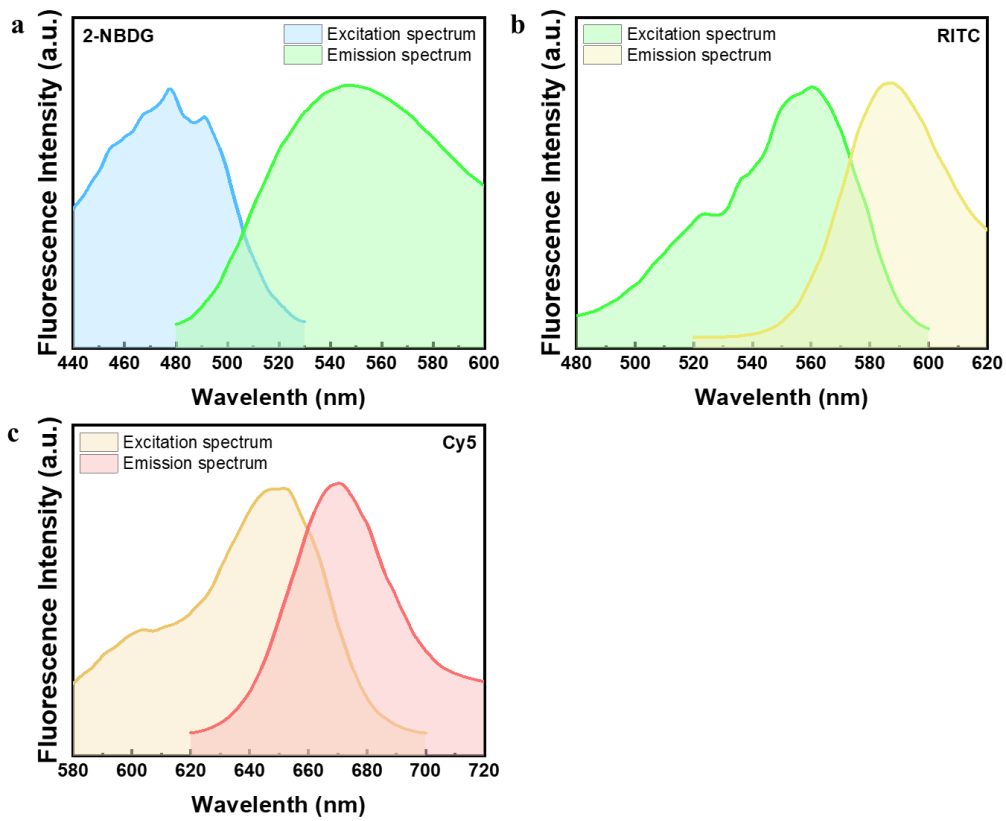 a
2-NBDG
Excitation spectrum
Emission spectrum
Fluorescence Intensity (a.u.)
440 460 480 500 520 540 560 580 600
Wavelenth (nm)
b
Excitation spectrum
Emission spectrum
RITC
Fluorescence Intensity (a.u.)
480 500 520 540 560 580 600 620
Wavelenth (nm)
c
Excitation spectrum
Emission spectrum
Cy5
Fluorescence Intensity (a.u.)
580 600 620 640 660 680 700 720
Wavelenth (nm)